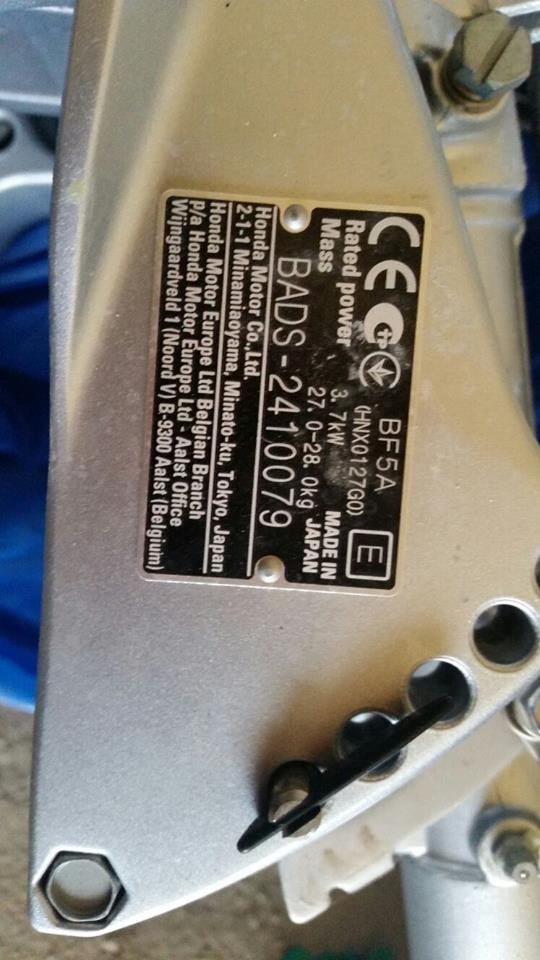 CE BF5A E
(HNX0127G0)
Rated power 3.7kW MADE IN
Mass 27.0-28.0kg JAPAN
BADS-2410079
Honda Motor Co., Ltd.
2-1-1 Minamiaoyama, Minato-ku, Tokyo, Japan
Honda Motor Europe Ltd Belgian Branch
p/a Honda Motor Europe Ltd - Aalst Office
Wijngaardveld 1 (Noord V) B-9300 Aalst (Belgium)